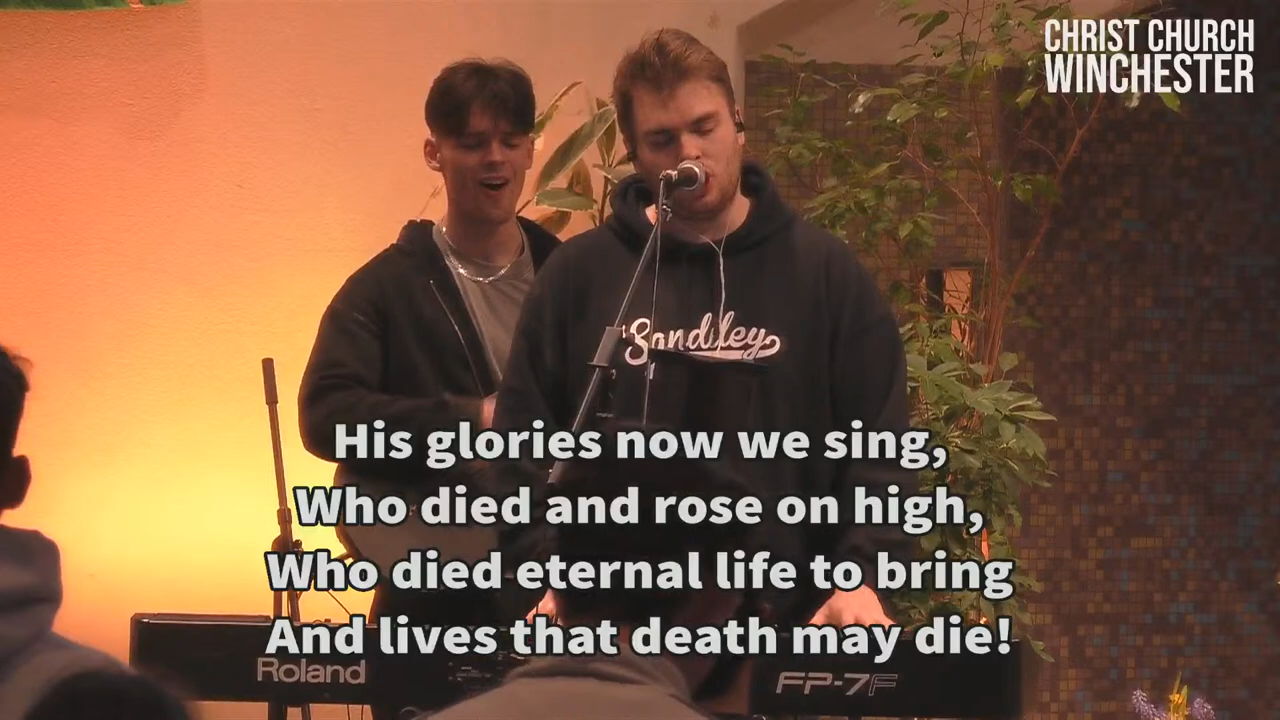 CHRIST CHURCH
WINCHESTER
Sanddley
His glories now we sing,
Who died and rose on high,
Who died eternal life to bring
And lives that death may die!
Roland
FP-7F